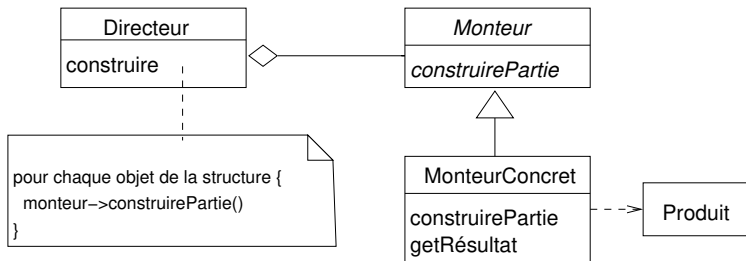 Directeur
construire
Monteur
construirePartie
pour chaque objet de la structure {
monteur−>construirePartie()
}
MonteurConcret
construirePartie
getRésultat
Produit